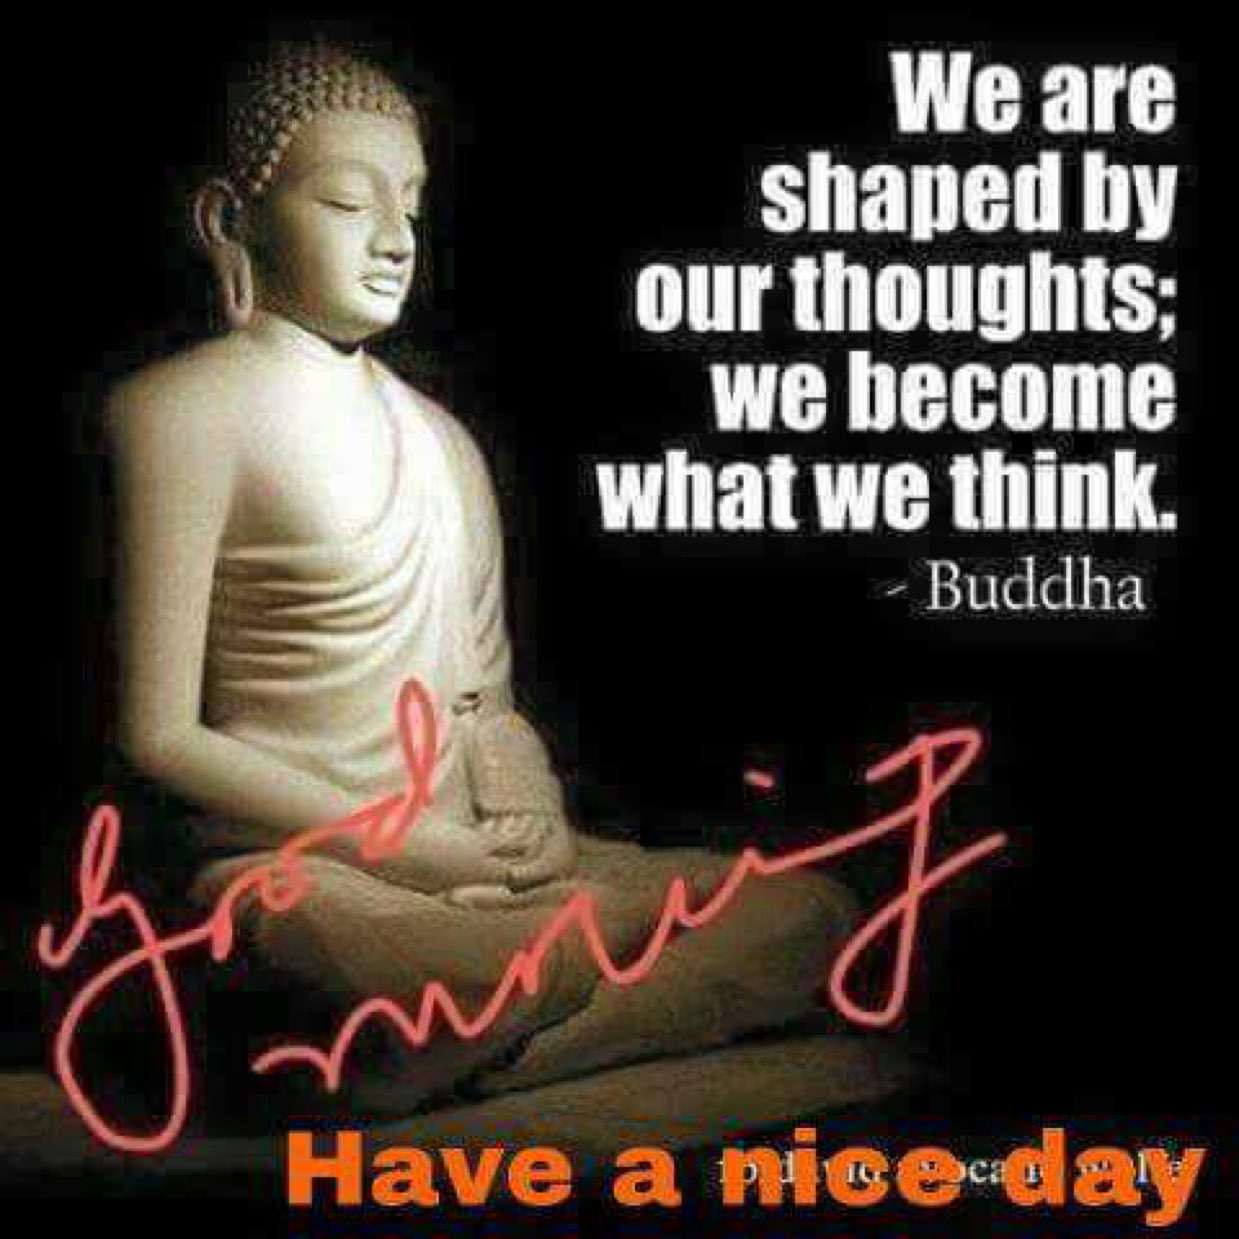 We are
shaped by
our thoughts;
we become
what we think.
- Buddha
Good
morning
Have a nice day